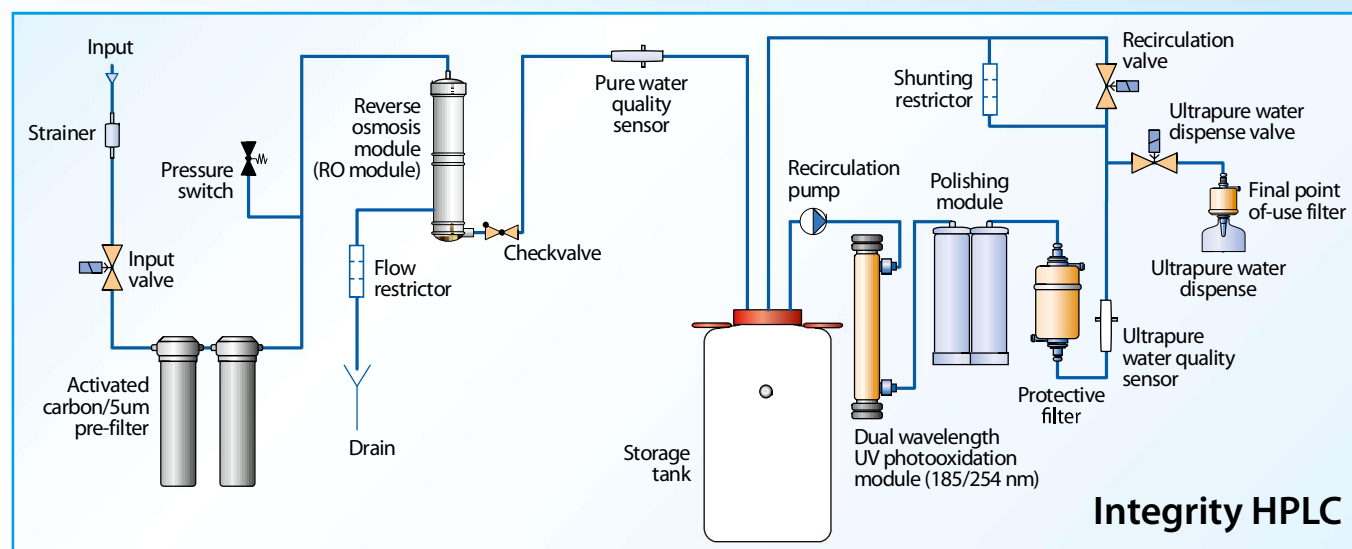 Input
Strainer
Pressure
switch
Input
valve
Activated
carbon/5um
pre-filter
Reverse
osmosis
module
(RO module)
Flow
restrictor
Drain
Checkvalve
Pure water
quality
sensor
Storage
tank
Recirculation
pump
Dual wavelength
UV photooxidation
module (185/254 nm)
Polishing
module
Protective
filter
Shunting
restrictor
Recirculation
valve
Ultrapure water
dispense valve
Final point
of-use filter
Ultrapure water
dispense
Ultrapure
water quality
sensor
Integrity HPLC